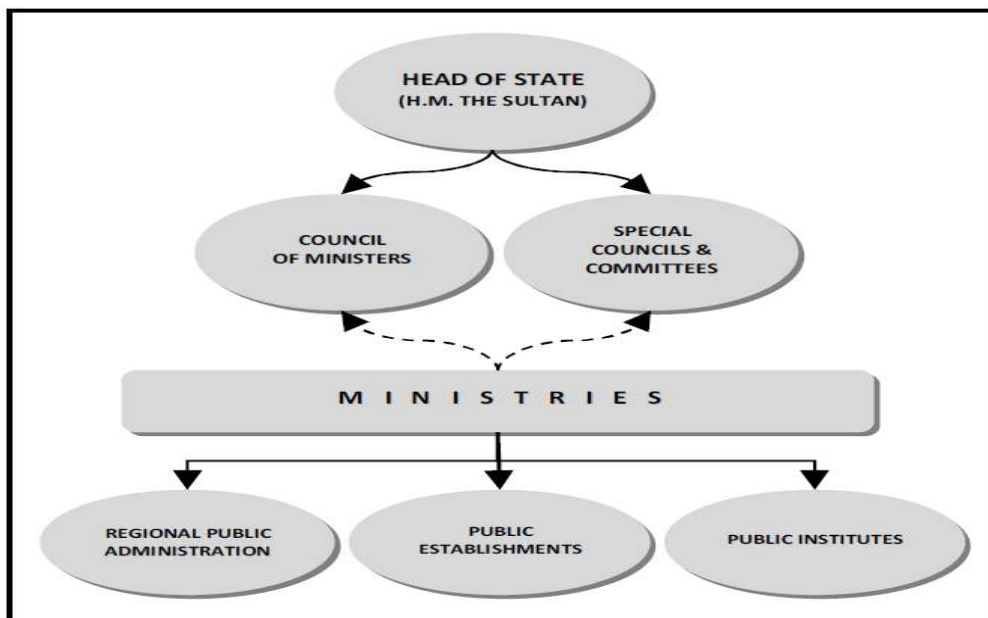 HEAD OF STATE
(H.M. THE SULTAN)
COUNCIL
OF MINISTERS
SPECIAL
COUNCILS &
COMMITTEES
M I N I S T R I E S
REGIONAL PUBLIC
ADMINISTRATION
PUBLIC
ESTABLISHMENTS
PUBLIC INSTITUTES